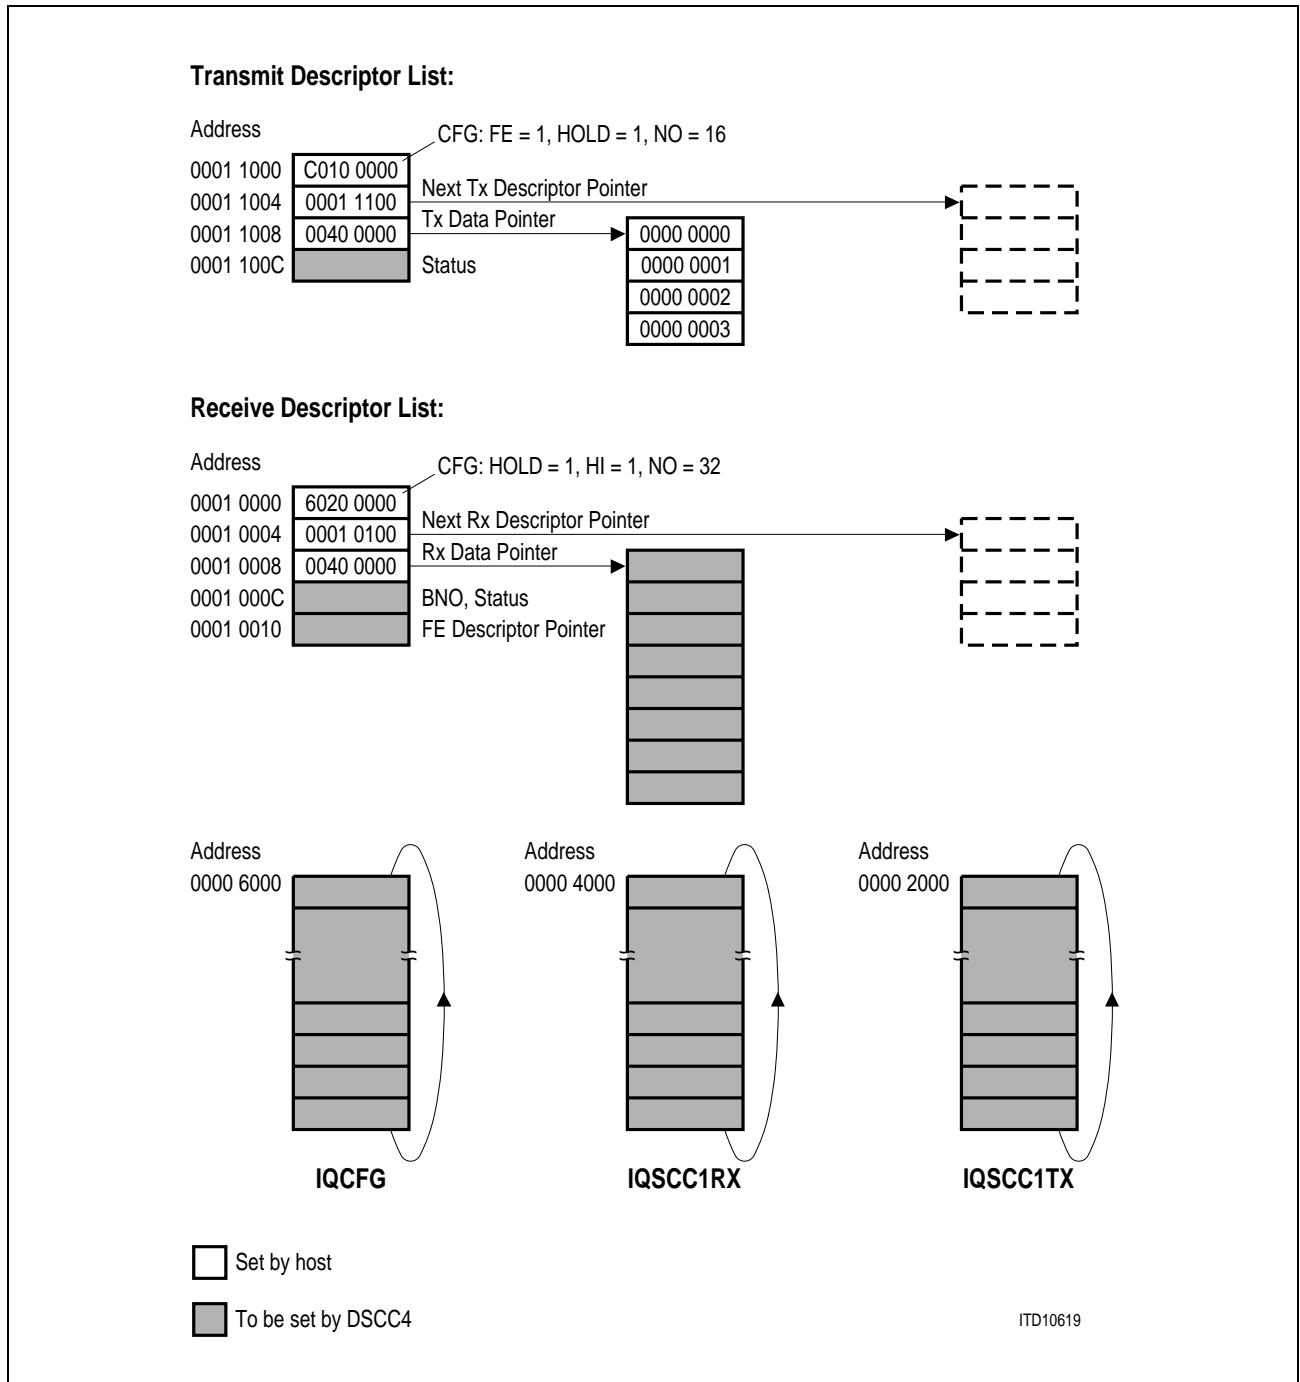 Transmit Descriptor List:
Address
CFG: FE = 1, HOLD = 1, NO = 16
0001 1000 C010 0000
0001 1004 0001 1100 Next Tx Descriptor Pointer
0001 1008 0040 0000 Tx Data Pointer 0000 0000
0001 100C Status 0000 0001
0000 0002
0000 0003
Receive Descriptor List:
Address
CFG: HOLD = 1, HI = 1, NO = 32
0001 0000 6020 0000
0001 0004 0001 0100 Next Rx Descriptor Pointer
0001 0008 0040 0000 Rx Data Pointer
0001 000C BNO, Status
0001 0010 FE Descriptor Pointer
Address Address Address
0000 6000 0000 4000 0000 2000
IQCFG IQSCC1RX IQSCC1TX
Set by host
To be set by DSCC4
ITD10619